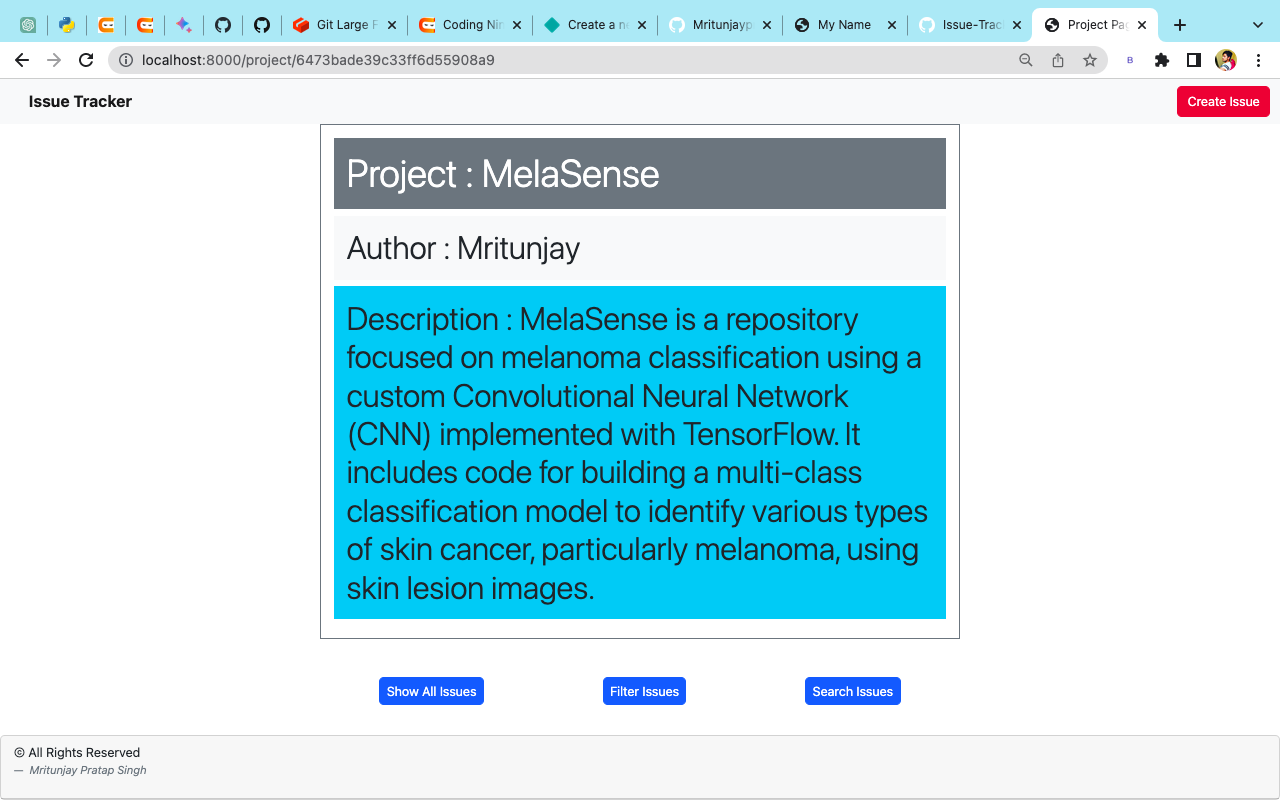 Git Large F
Coding Nin
Create a ne
Mritunjayp
My Name
Issue-Trac
Project Pag
localhost:8000/project/6473bade39c33ff6d55908a9
B
Issue Tracker
Create Issue
Project : MelaSense
Author : Mritunjay
Description : MelaSense is a repository
focused on melanoma classification using a
custom Convolutional Neural Network
(CNN) implemented with TensorFlow. It
includes code for building a multi-class
classification model to identify various types
of skin cancer, particularly melanoma, using
skin lesion images.
Show All Issues
Filter Issues
Search Issues
© All Rights Reserved
— Mritunjay Pratap Singh